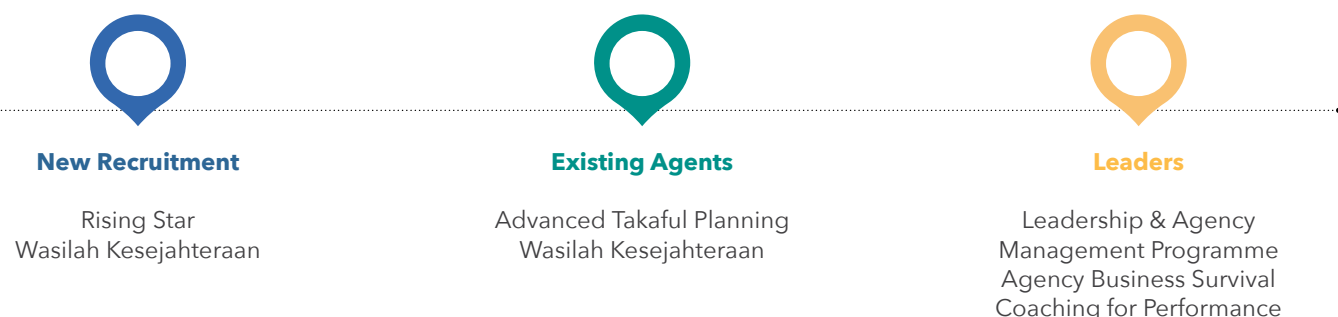 New Recruitment
Rising Star
Wasilah Kesejahteraan
Existing Agents
Advanced Takaful Planning
Wasilah Kesejahteraan
Leaders
Leadership & Agency
Management Programme
Agency Business Survival
Coaching for Performance